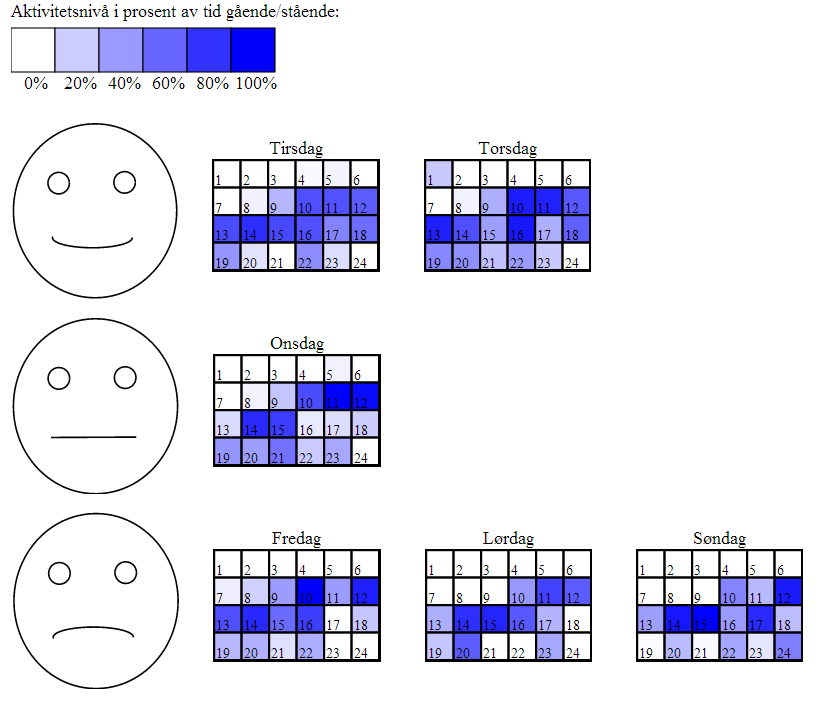 Aktivitetsnivå i prosent av tid gående/stående:
0% 20% 40% 60% 80% 100%
Tirsdag Torsdag
1 2 3 4 5 6 1 2 3 4 5 6
7 8 9 10 11 12 7 8 9 10 11 12
13 14 15 16 17 18 13 14 15 16 17 18
19 20 21 22 23 24 19 20 21 22 23 24
Onsdag
1 2 3 4 5 6
7 8 9 10 11 12
13 14 15 16 17 18
19 20 21 22 23 24
Fredag Lørdag Søndag
1 2 3 4 5 6 1 2 3 4 5 6 1 2 3 4 5 6
7 8 9 10 11 12 7 8 9 10 11 12 7 8 9 10 11 12
13 14 15 16 17 18 13 14 15 16 17 18 13 14 15 16 17 18
19 20 21 22 23 24 19 20 21 22 23 24 19 20 21 22 23 24